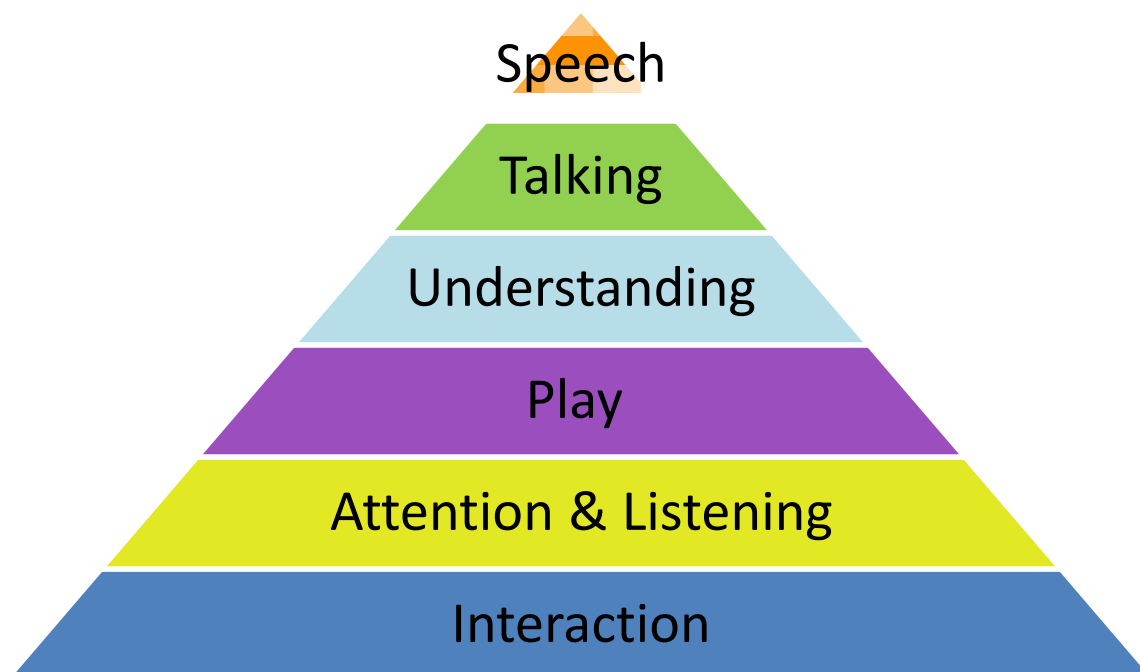 Speech
Talking
Understanding
Play
Attention & Listening
Interaction